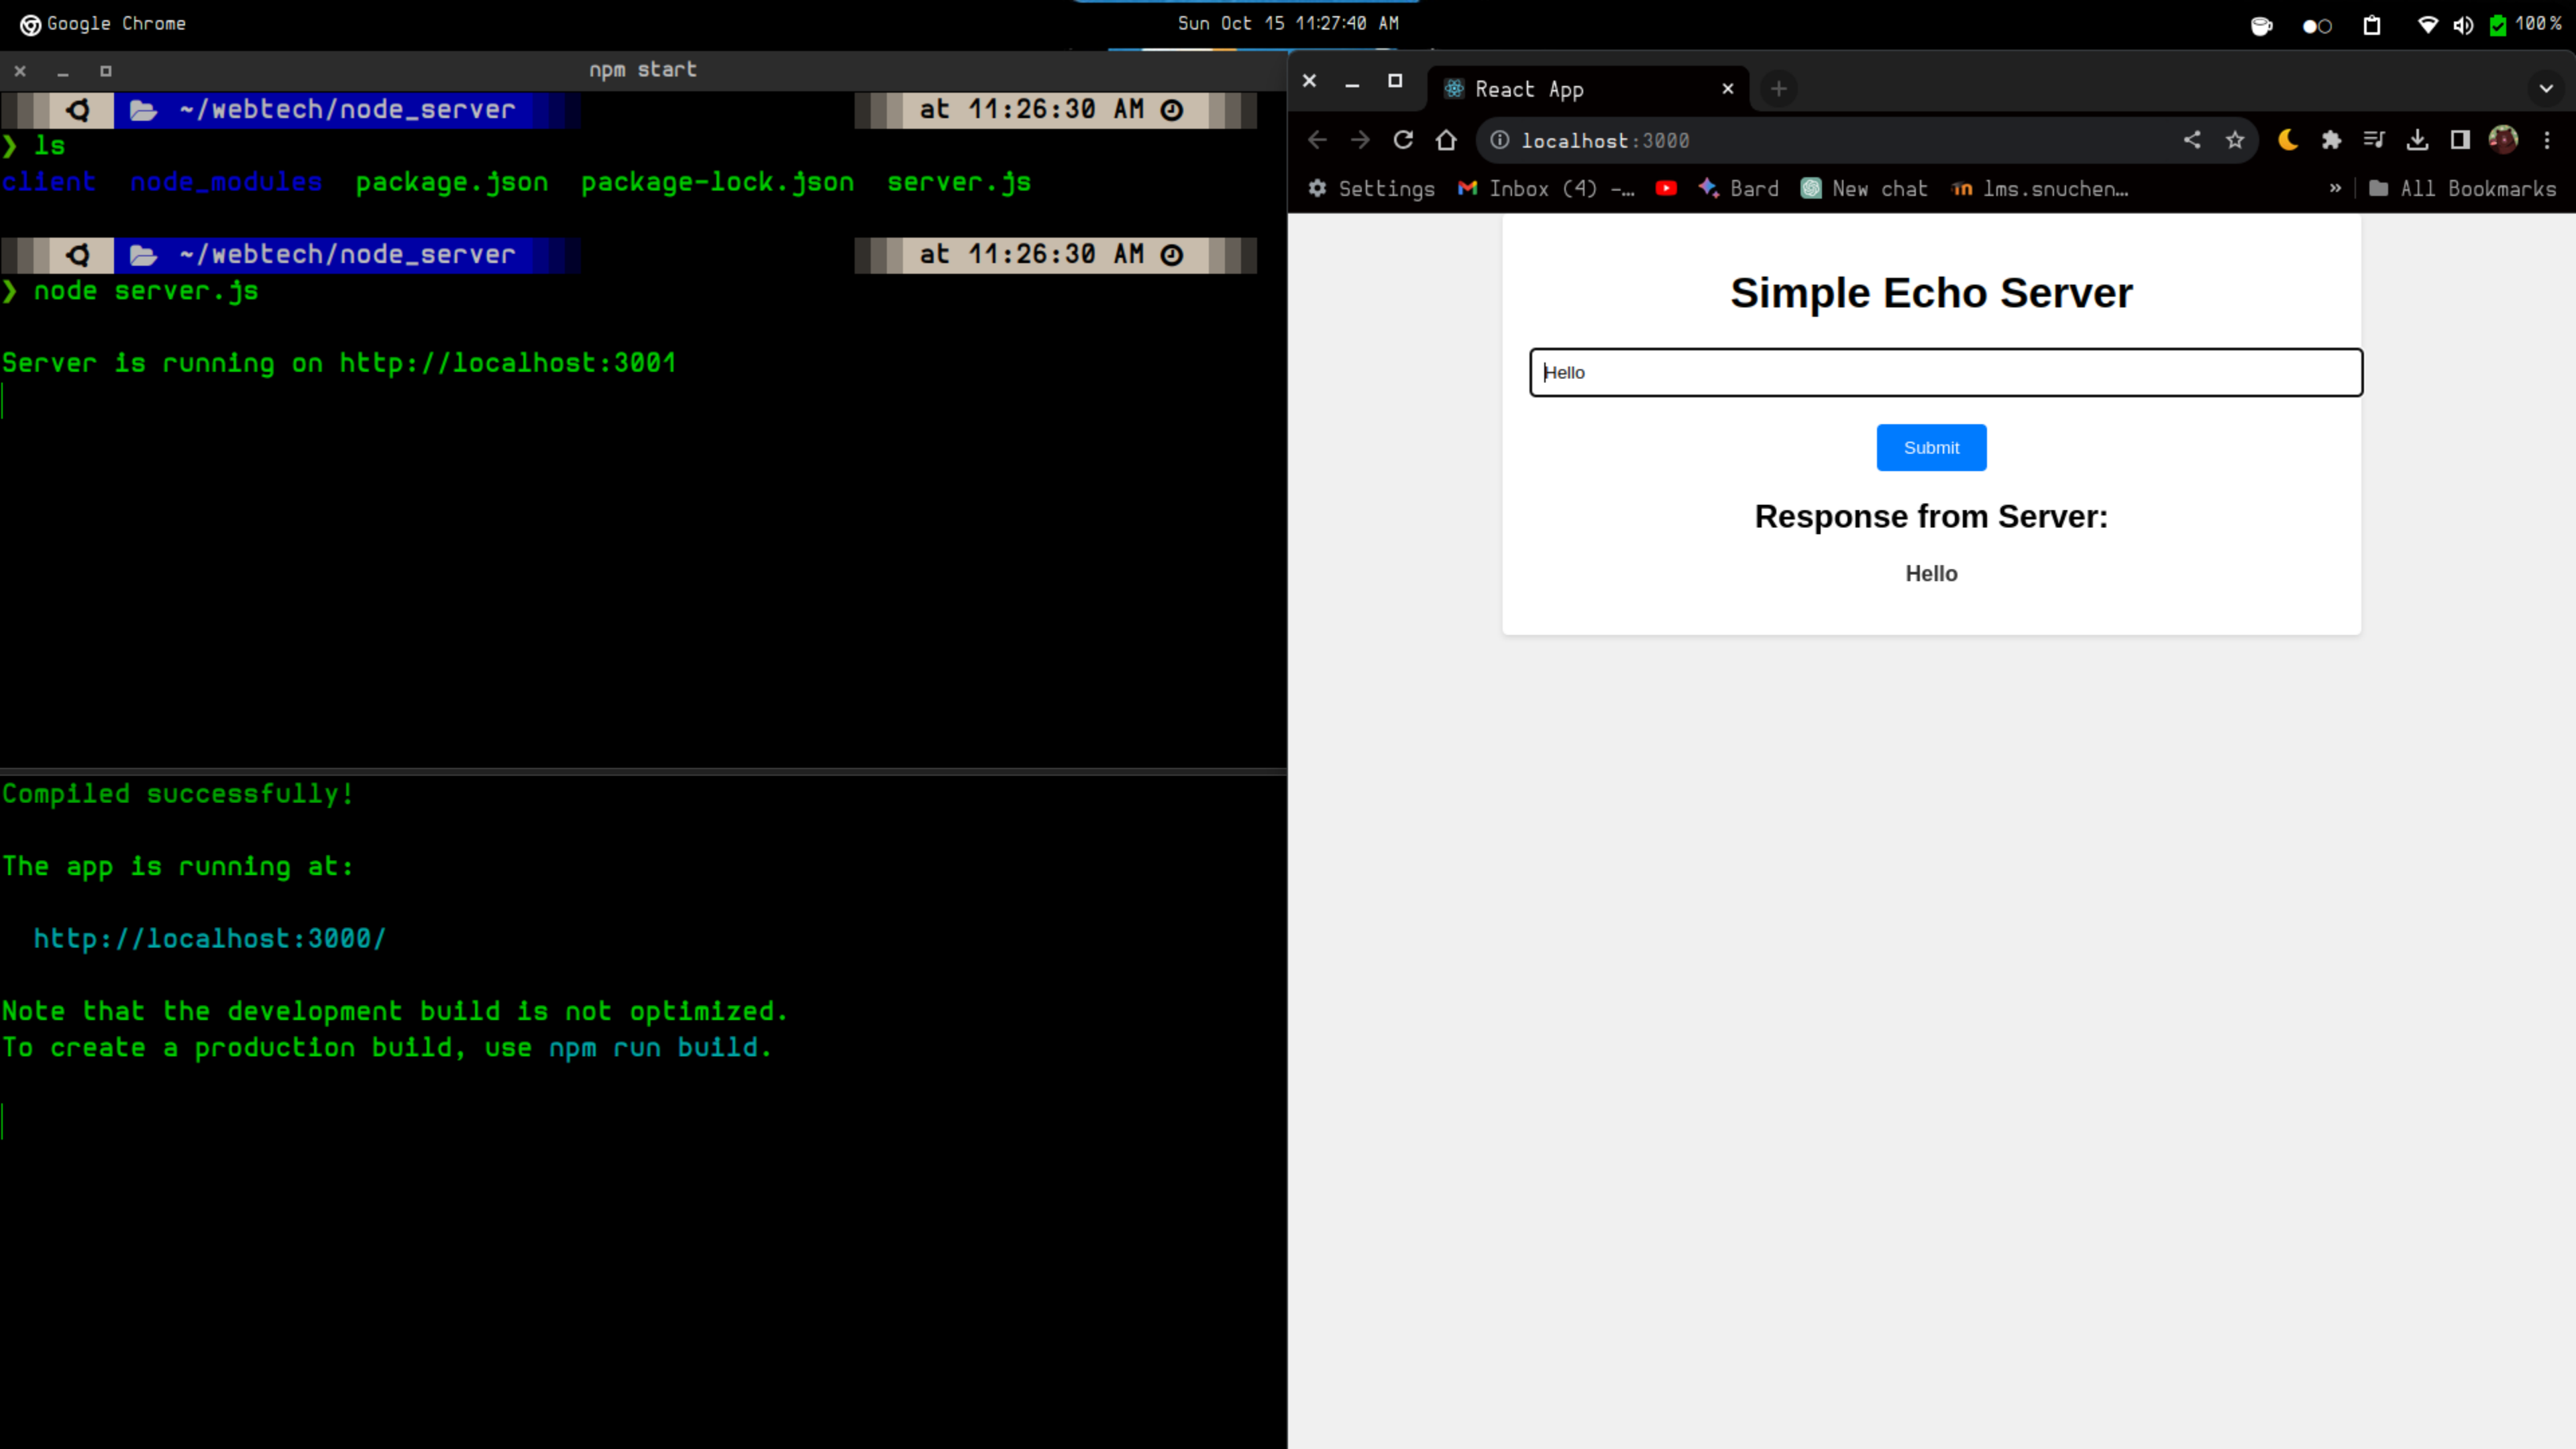 Google Chrome
Sun Oct 15 11:27:40 AM
100%
npm start
~/webtech/node_server at 11:26:30 AM
❯ ls
client node_modules package.json package-lock.json server.js
~/webtech/node_server at 11:26:30 AM
❯ node server.js
Server is running on http://localhost:3001
Compiled successfully!
The app is running at:
http://localhost:3000/
Note that the development build is not optimized.
To create a production build, use npm run build.
React App
localhost:3000
Settings Inbox (4) –… Bard New chat lms.snuchen… » All Bookmarks
Simple Echo Server
Hello
Submit
Response from Server:
Hello